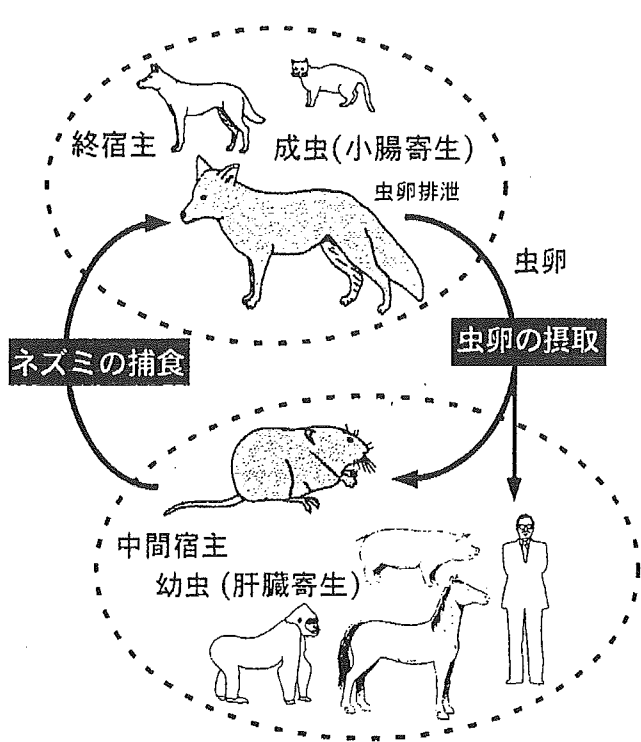 終宿主
成虫(小腸寄生)
虫卵排泄
虫卵
ネズミの捕食
虫卵の摂取
中間宿主
幼虫(肝臓寄生)